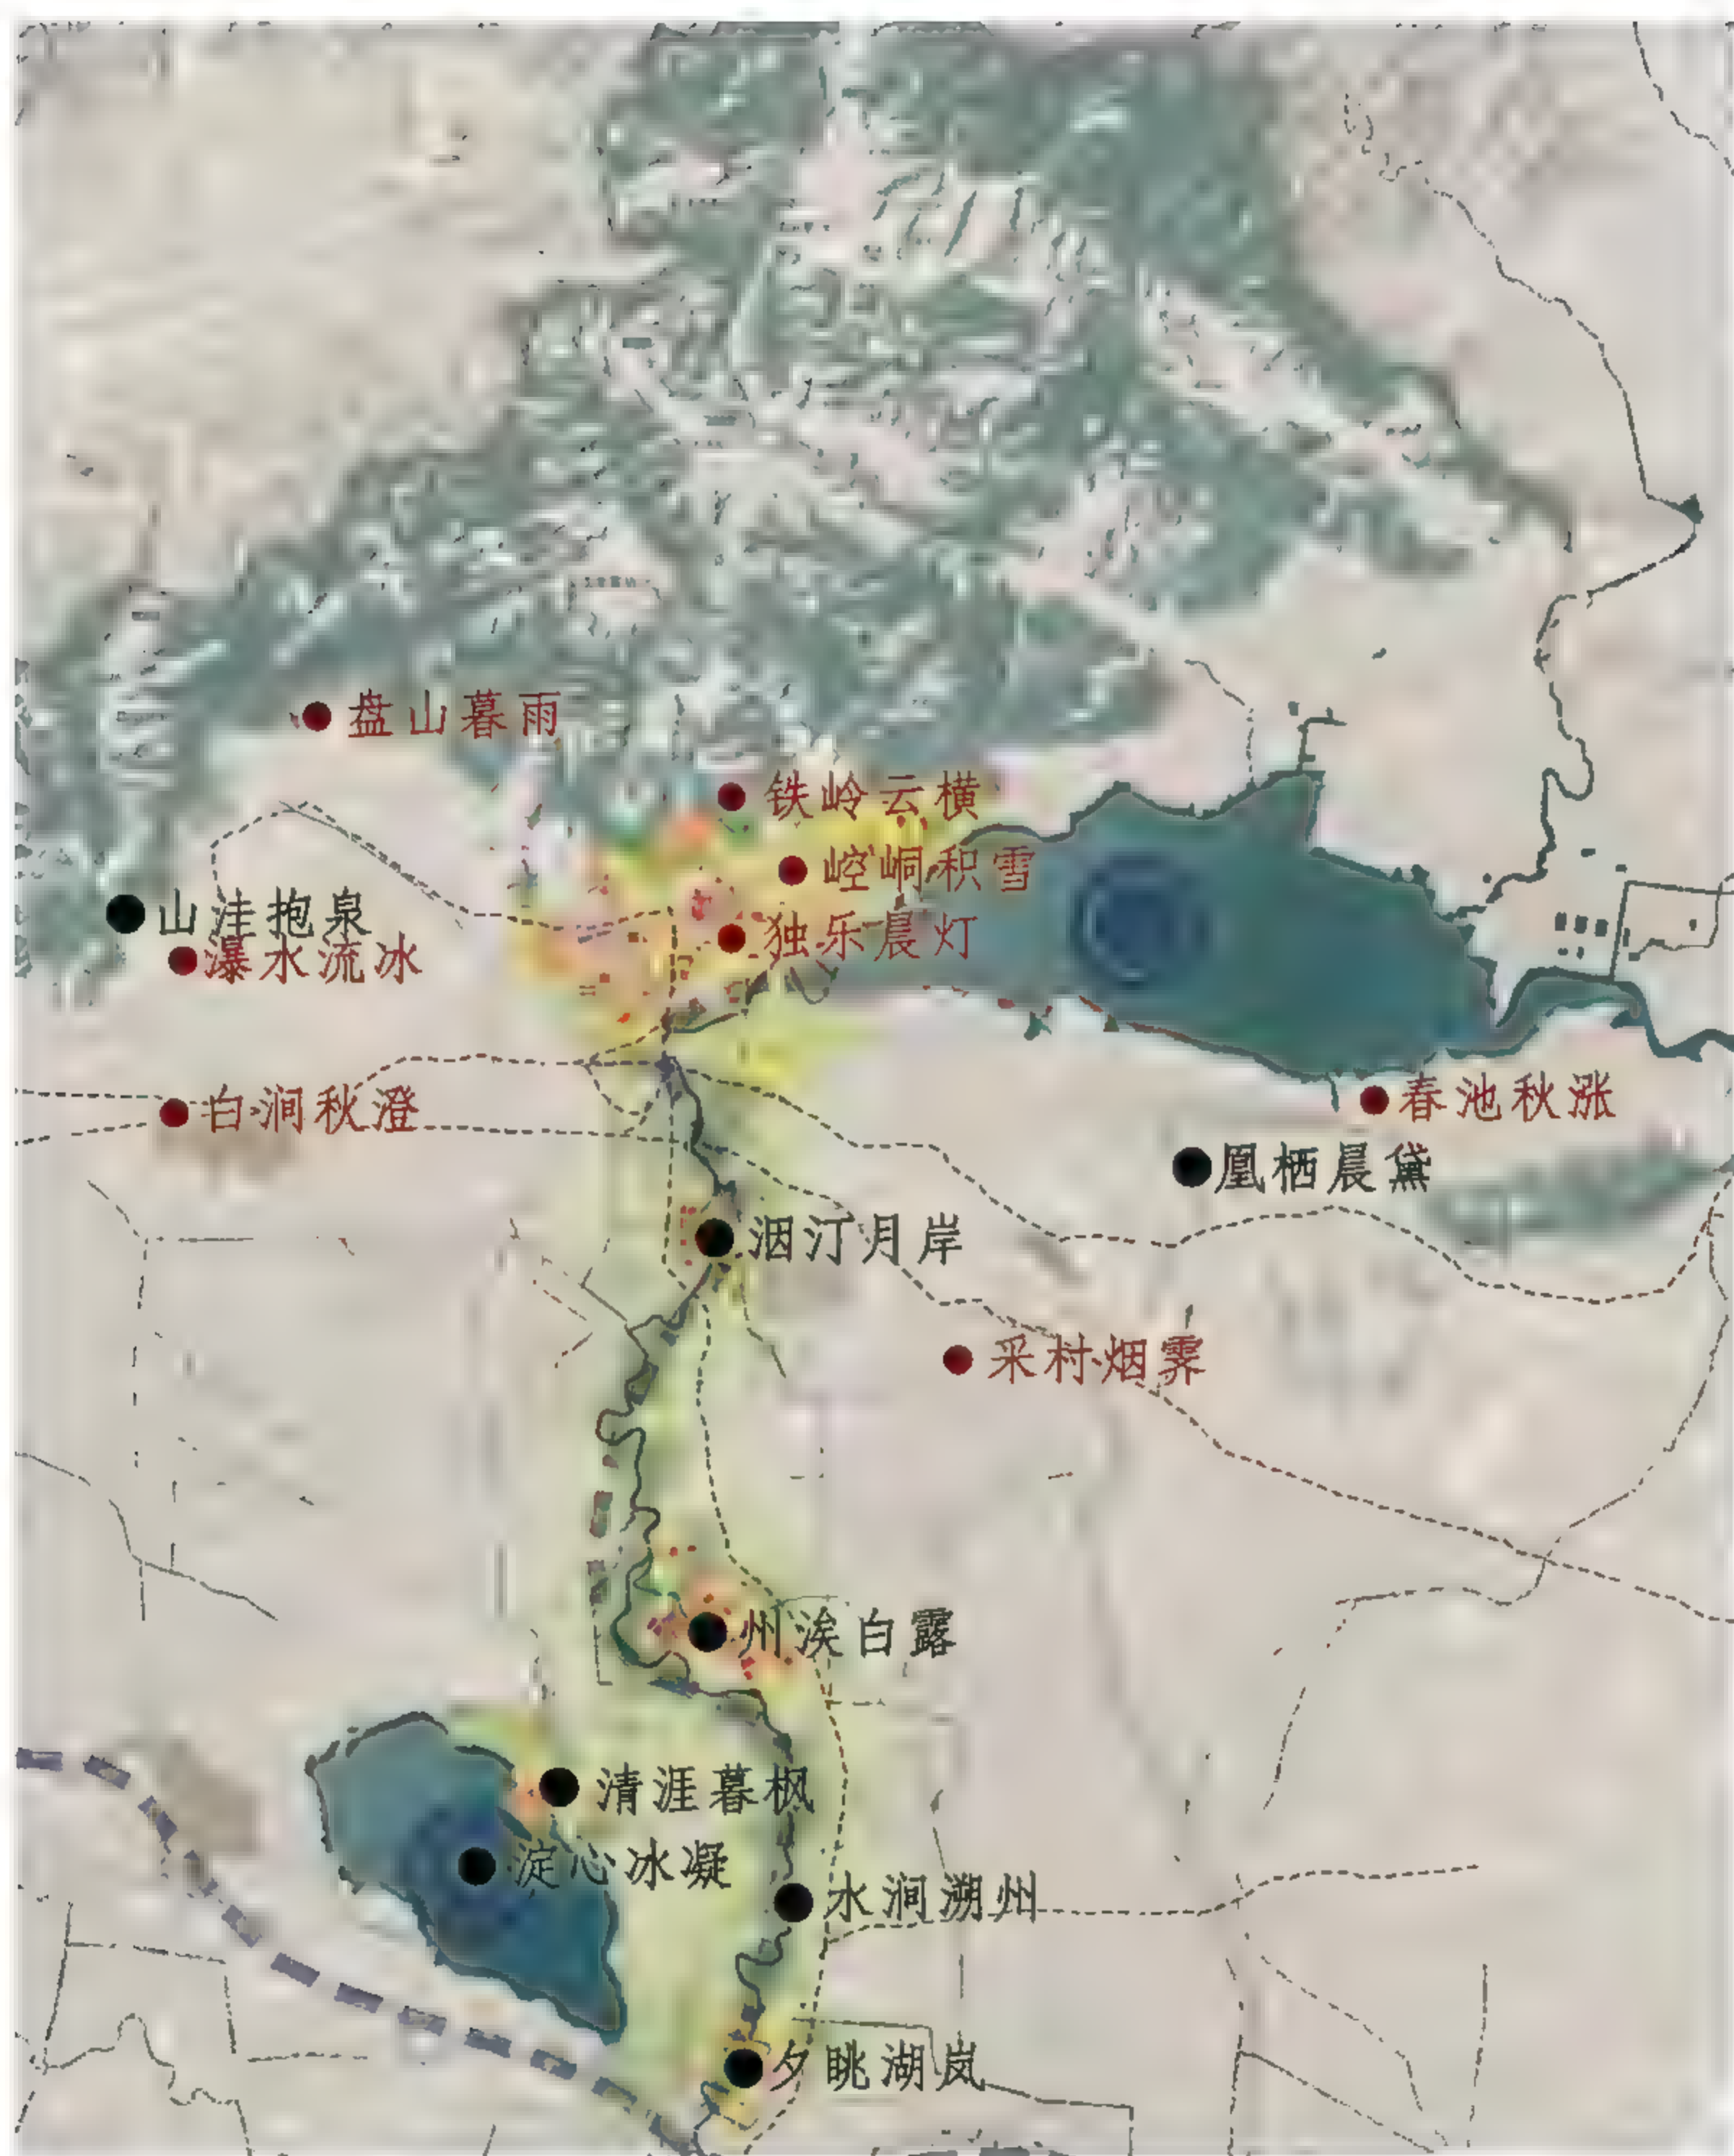 盘山暮雨
铁岭云横
崆峒积雪
山洼抱泉
独乐晨灯
瀑水流冰
春池秋涨
白涧秋澄
凰栖晨黛
洇汀月岸
采村烟霁
州涘白露
清涯暮枫
淀心冰凝
水涧溯州
夕眺湖岚